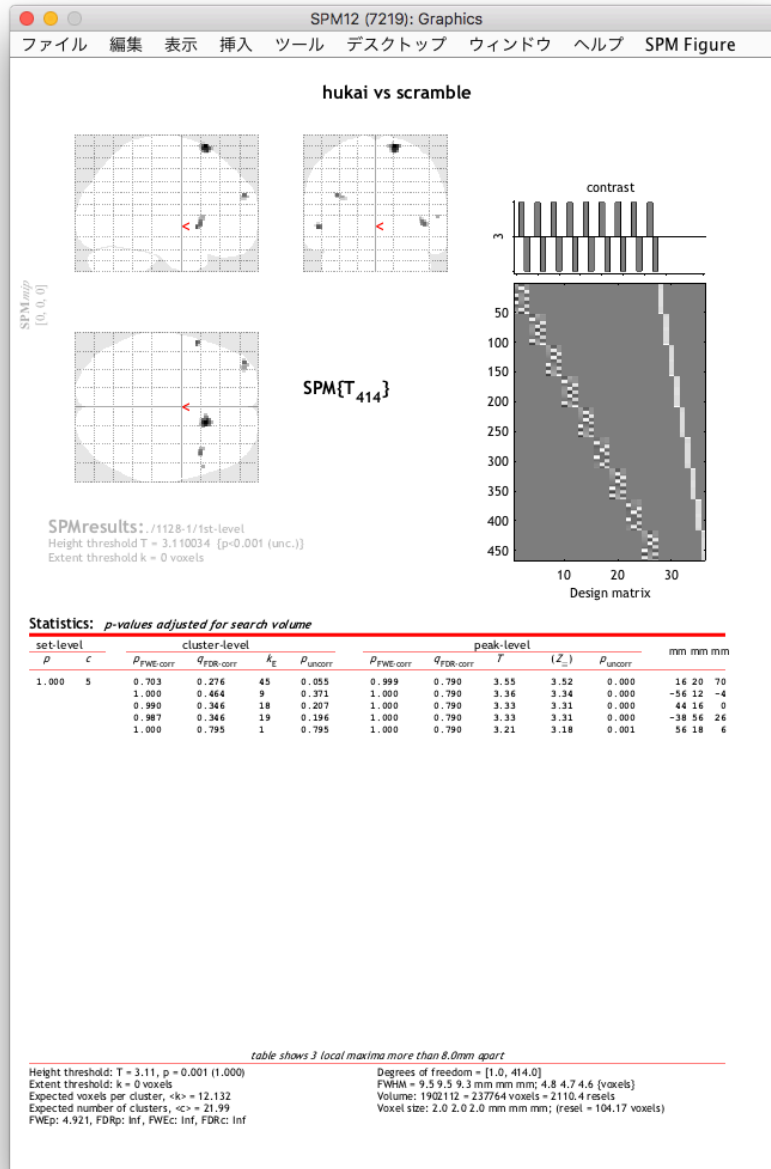 SPM12 (7219): Graphics
ファイル 編集 表示 挿入 ツール デスクトップ ウィンドウ ヘルプ SPM Figure
hukai vs scramble
SPMmip
[0, 0, 0]
<
<
<
SPM{T414}
contrast
3
50
100
150
200
250
300
350
400
450
10 20 30
Design matrix
SPMresults: ./1128-1/1st-level
Height threshold T = 3.110034 {p<0.001 (unc.)}
Extent threshold k = 0 voxels
Statistics: p-values adjusted for search volume
set-level cluster-level peak-level mm mm mm
p c pFWE-corr qFDR-corr kE puncorr pFWE-corr qFDR-corr T (Z≡) puncorr
1.000 5 0.703 0.276 45 0.055 0.999 0.790 3.55 3.52 0.000 16 20 70
1.000 0.464 9 0.371 1.000 0.790 3.36 3.34 0.000 -56 12 -4
0.990 0.346 18 0.207 1.000 0.790 3.33 3.31 0.000 44 16 0
0.987 0.346 19 0.196 1.000 0.790 3.33 3.31 0.000 -38 56 26
1.000 0.795 1 0.795 1.000 0.790 3.21 3.18 0.001 56 18 6
table shows 3 local maxima more than 8.0mm apart
Height threshold: T = 3.11, p = 0.001 (1.000)
Extent threshold: k = 0 voxels
Expected voxels per cluster, <k> = 12.132
Expected number of clusters, <c> = 21.99
FWEp: 4.921, FDRp: Inf, FWEc: Inf, FDRc: Inf
Degrees of freedom = [1.0, 414.0]
FWHM = 9.5 9.5 9.3 mm mm mm; 4.8 4.7 4.6 {voxels}
Volume: 1902112 = 237764 voxels = 2110.4 resels
Voxel size: 2.0 2.0 2.0 mm mm mm; (resel = 104.17 voxels)